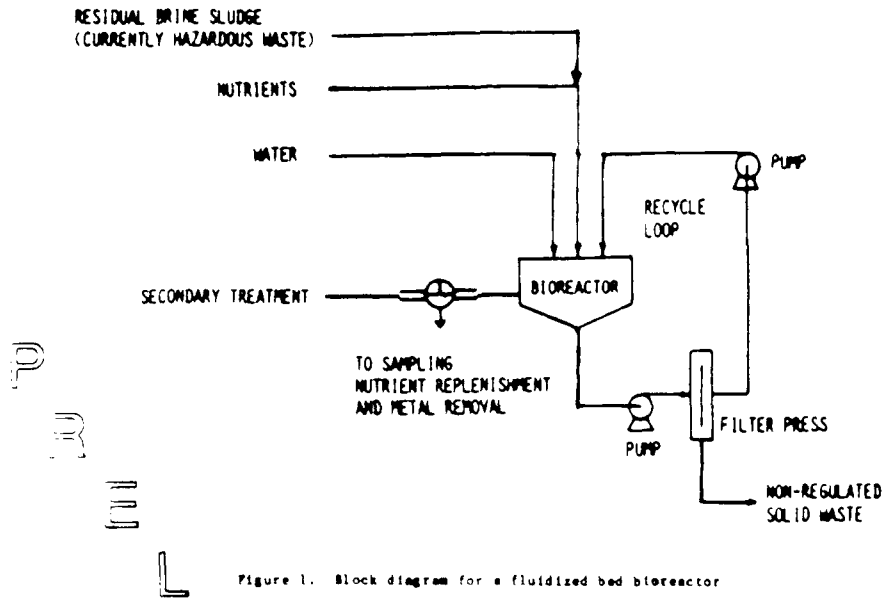 RESIDUAL BRINE SLUDGE
(CURRENTLY HAZARDOUS WASTE)
NUTRIENTS
WATER
PUMP
RECYCLE
LOOP
BIOREACTOR
SECONDARY TREATMENT
TO SAMPLING
NUTRIENT REPLENISHMENT
AND METAL REMOVAL
PUMP
FILTER PRESS
NON-REGULATED
SOLID WASTE
P
R
E
L
Figure 1. Block diagram for a fluidized bed bioreactor